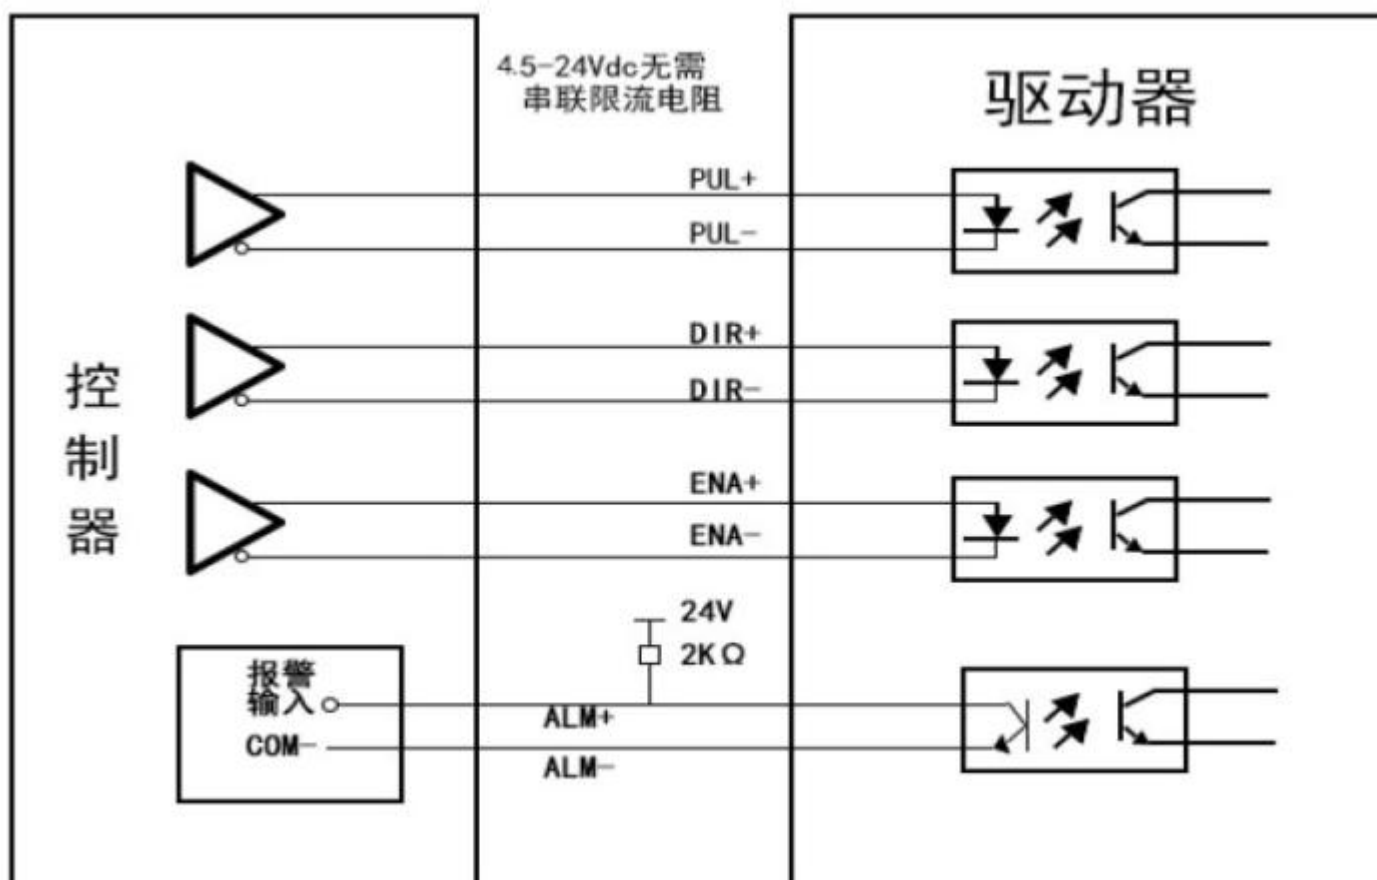 4.5-24Vdc无需
串联限流电阻
驱动器
PUL+
PUL-
DIR+
DIR-
控
制
器
ENA+
ENA-
24V
2KΩ
报警
输入
ALM+
COM-
ALM-